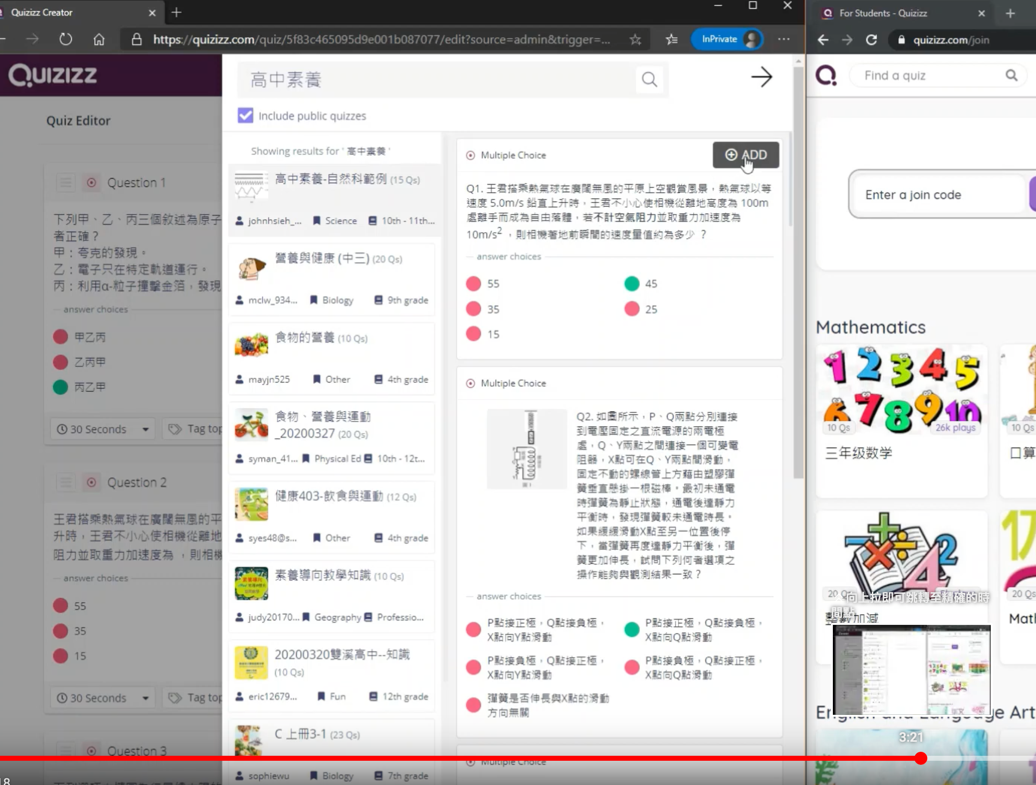 Quizizz Creator
For Students - Quizizz
https://quizizz.com/quiz/5f83c465095d9e001b087077/edit?source=admin&trigger=...
InPrivate
quizizz.com/join
QUIZIZZ
Quiz Editor
Question 1
下列甲、乙、丙三個敘述為原子
者正確?
甲:夸克的發現。
乙:電子只在特定軌道運行。
丙:利用α-粒子撞擊金箔,發現
answer choices
甲乙丙
乙丙甲
丙乙甲
30 Seconds
Tag top
Question 2
王君搭乘熱氣球在廣闊無風的平
升時,王君不小心使相機從離地
阻力並取重力加速度為 ,則相機
answer choices
55
35
15
30 Seconds
Tag top
Question 3
高中素養
Include public quizzes
Showing results for ' 高中素養 '
高中素養-自然科範例 (15 Qs)
johnhsieh_...
Science
10th - 11th...
營養與健康 (中三) (20 Qs)
mclw_934...
Biology
9th grade
食物的營養 (10 Qs)
mayjn525
Other
4th grade
食物、營養與運動
_20200327 (20 Qs)
syman_41...
Physical Ed
10th - 12t...
健康403-飲食與運動 (12 Qs)
syes48@s...
Other
4th grade
素養導向教學知識 (10 Qs)
judy20170...
Geography
Professio...
20200320雙溪高中--知識
(10 Qs)
eric12679...
Fun
12th grade
C 上冊3-1 (23 Qs)
sophiewu
Biology
7th grade
Multiple Choice
ADD
Q1. 王君搭乘熱氣球在廣闊無風的平原上空觀賞風景,熱氣球以等
速度 5.0m/s 鉛直上升時,王君不小心使相機從離地高度為 100m
處離手而成為自由落體,若不計空氣阻力並取重力加速度為
10m/s² ,則相機著地前瞬間的速度量值約為多少 ?
answer choices
55
45
35
25
15
Multiple Choice
Q2. 如圖所示,P、Q兩點分別連接
到電壓固定之直流電源的兩電極
處,Q、Y兩點之間連接一個可變電
阻器,X點可在Q、Y兩點間滑動,
固定不動的螺線管上方藉由塑膠彈
簧垂直懸掛一根磁棒,最初未通電
時彈簧為靜止狀態,通電後達靜力
平衡時,發現彈簧較未通電時長。
如果緩緩滑動X點至另一位置後停
下,當彈簧再度達靜力平衡後,彈
簧更加伸長,試問下列何者選項之
操作能夠與觀測結果一致?
answer choices
P點接正極,Q點接負極,
X點向Y點滑動
P點接正極,Q點接負極,
X點向Q點滑動
P點接負極,Q點接正極,
X點向Y點滑動
P點接負極,Q點接正極,
X點向Q點滑動
彈簧是否伸長與X點的滑動
方向無關
Multiple Choice
Find a quiz
Enter a join code
Mathematics
10 Qs
26k plays
10 Qs
三年级数学
口算
20 Qs
Mat
向上拉即可跳轉至精確的時
間點
English and Language Art
3:21
18